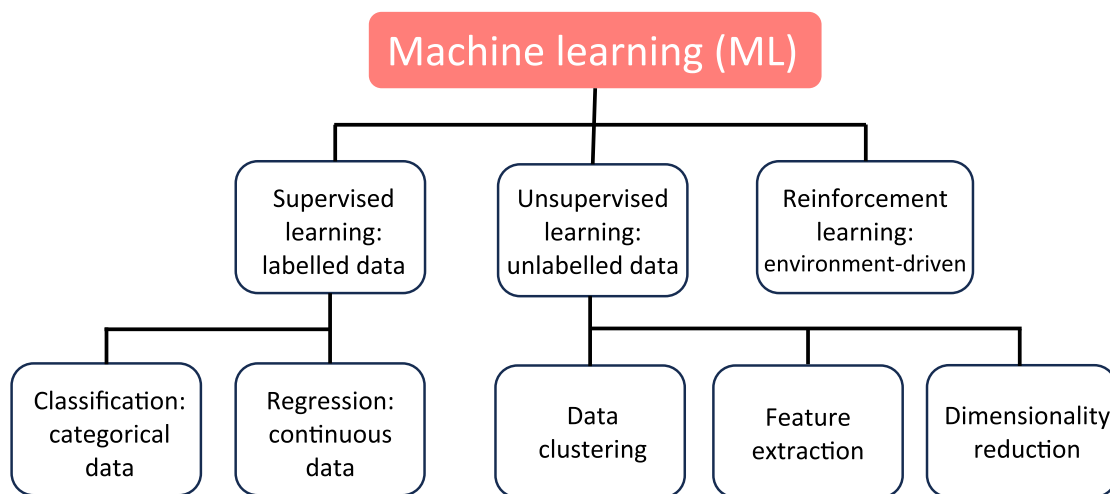 Machine learning (ML)
Supervised
learning:
labelled data
Unsupervised
learning:
unlabelled data
Reinforcement
learning:
environment-driven
Classification:
categorical
data
Regression:
continuous
data
Data
clustering
Feature
extraction
Dimensionality
reduction